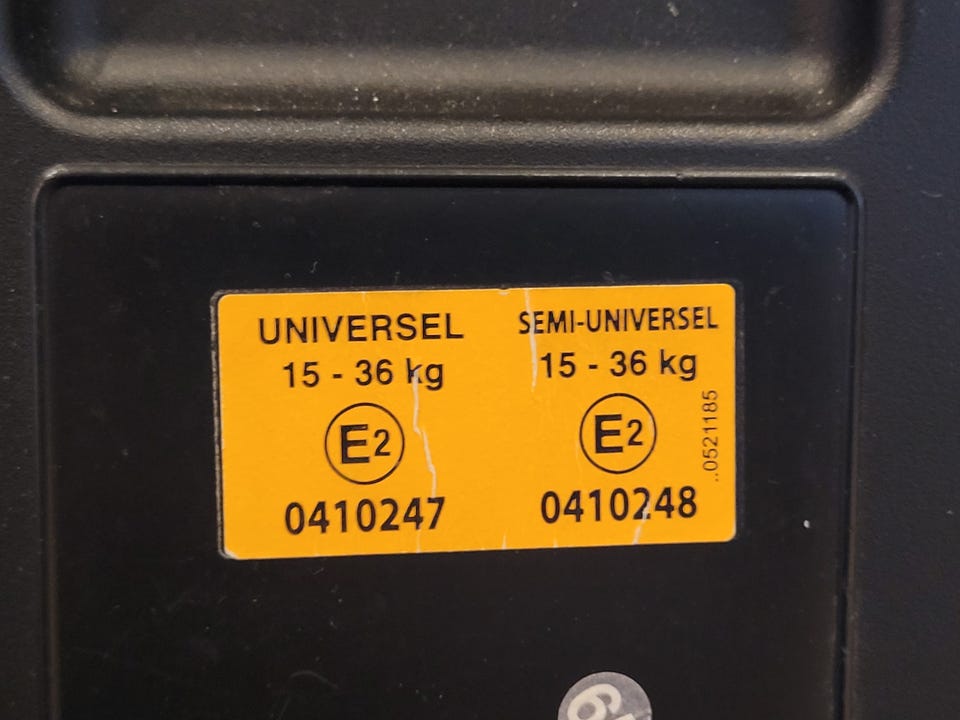 UNIVERSEL
15 - 36 kg
E2
0410247
SEMI-UNIVERSEL
15 - 36 kg
E2
0410248
..0521185